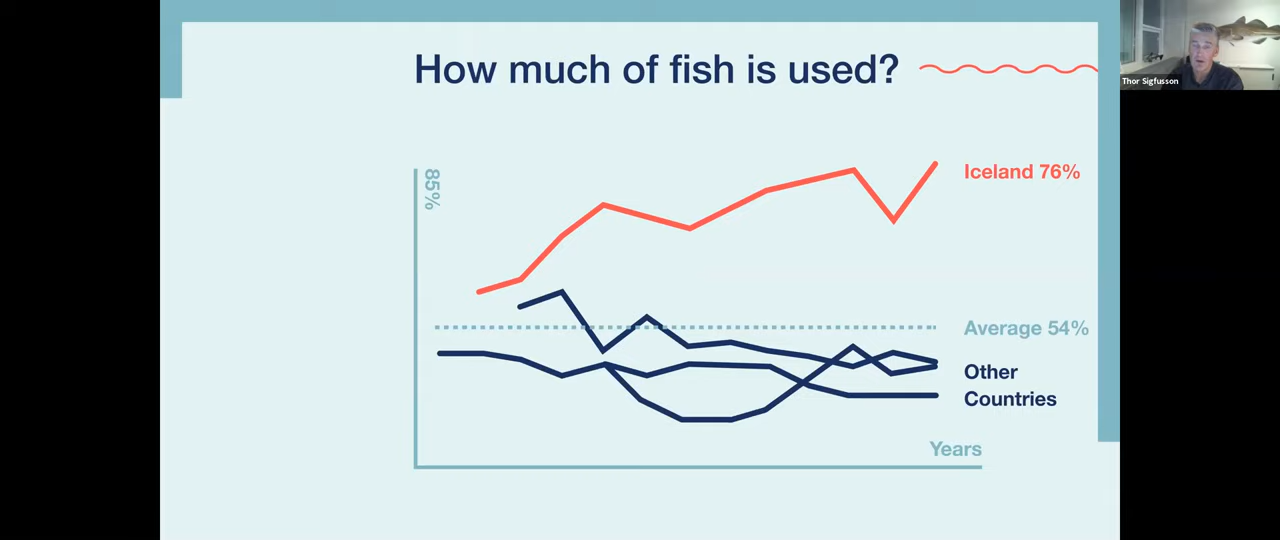 How much of fish is used?
Thor Sigfusson
85%
Iceland 76%
Average 54%
Other
Countries
Years